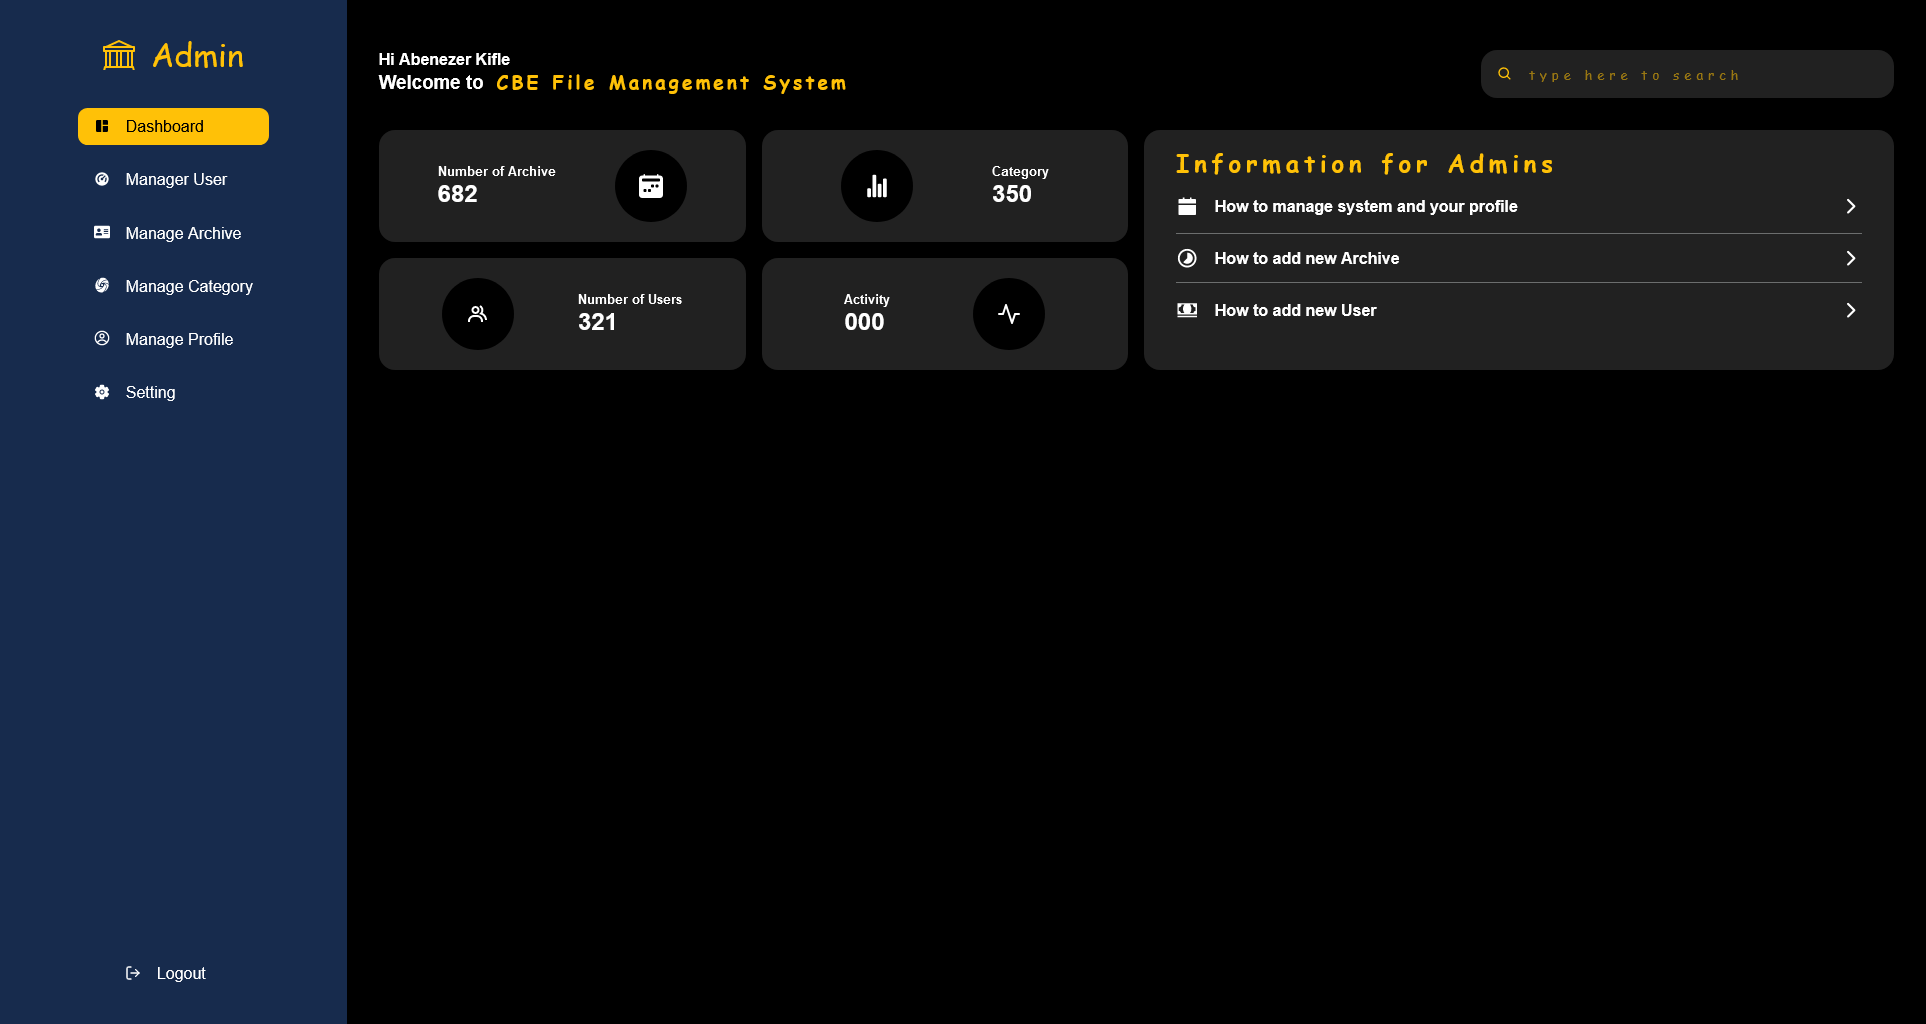 Admin
Dashboard
Manager User
Manage Archive
Manage Category
Manage Profile
Setting
Logout
Hi Abenezer Kifle
Welcome to CBE File Management System
type here to search
Number of Archive
682
Category
350
Number of Users
321
Activity
000
Information for Admins
How to manage system and your profile
How to add new Archive
How to add new User